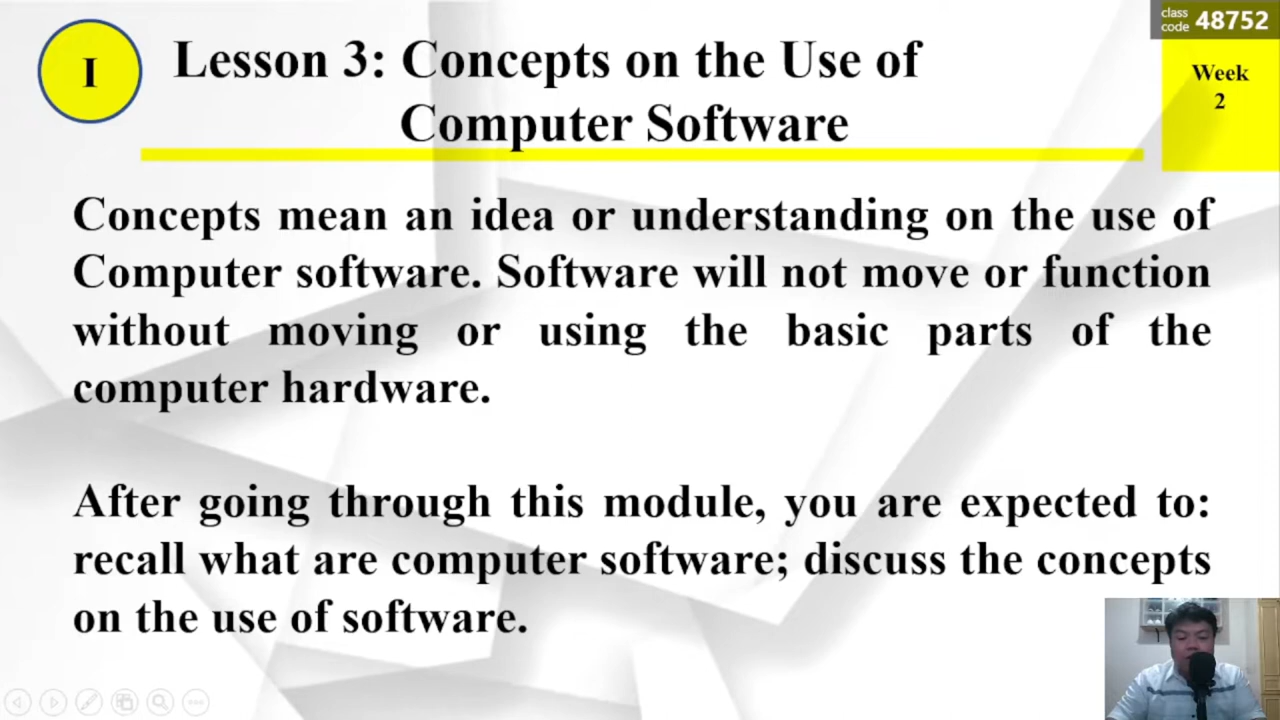 class
code 48752
I
Lesson 3: Concepts on the Use of
Computer Software
Week
2
Concepts mean an idea or understanding on the use of
Computer software. Software will not move or function
without moving or using the basic parts of the
computer hardware.
After going through this module, you are expected to:
recall what are computer software; discuss the concepts
on the use of software.